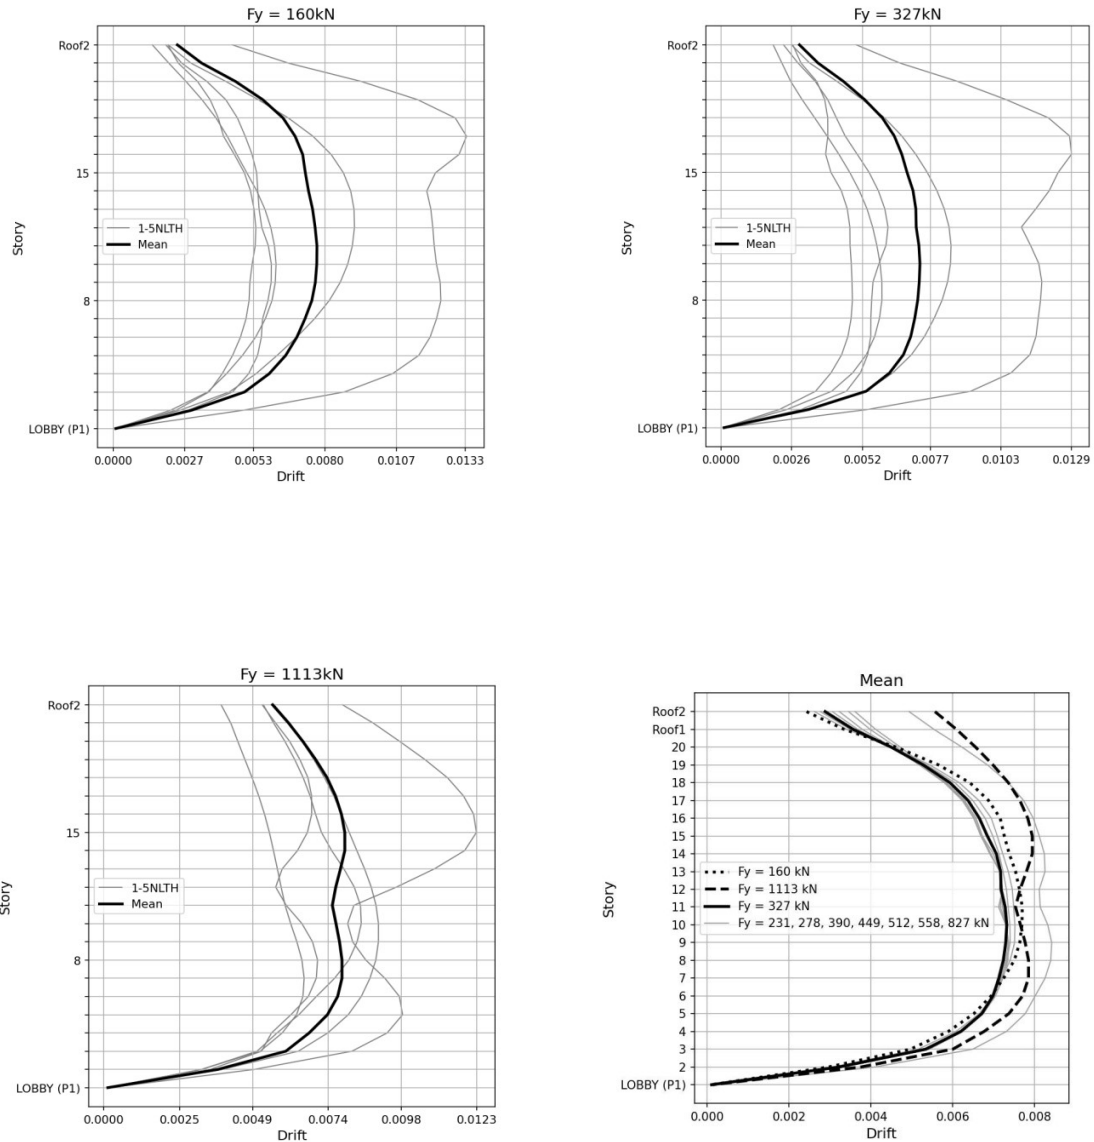 Fy = 160kN
Roof2
15
8
LOBBY (P1)
Story
1-5NLTH
Mean
0.0000 0.0027 0.0053 0.0080 0.0107 0.0133
Drift
Fy = 327kN
Roof2
15
8
LOBBY (P1)
Story
1-5NLTH
Mean
0.0000 0.0026 0.0052 0.0077 0.0103 0.0129
Drift
Fy = 1113kN
Roof2
15
8
LOBBY (P1)
Story
1-5NLTH
Mean
0.0000 0.0025 0.0049 0.0074 0.0098 0.0123
Drift
Mean
Roof2
Roof1
20
19
18
17
16
15
14
13
12
11
10
9
8
7
6
5
4
3
2
LOBBY (P1)
Story
Fy = 160 kN
Fy = 1113 kN
Fy = 327 kN
Fy = 231, 278, 390, 449, 512, 558, 827 kN
0.000 0.002 0.004 0.006 0.008
Drift